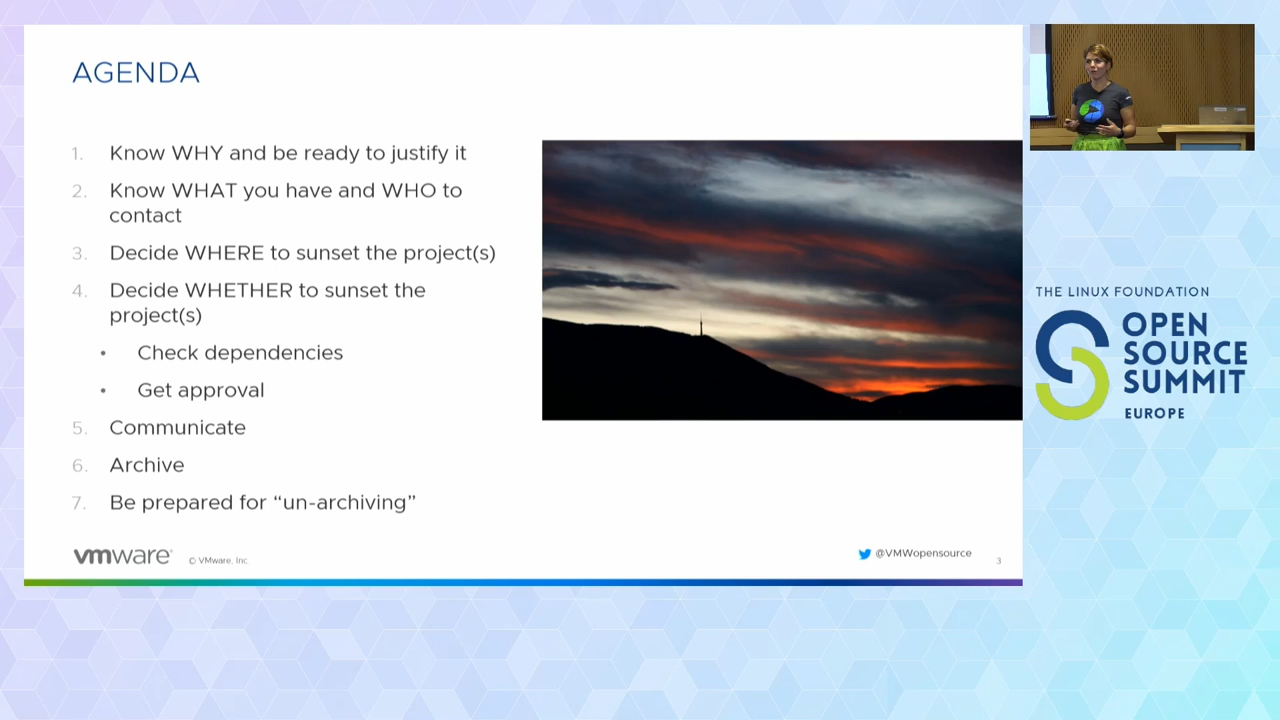 AGENDA
1. Know WHY and be ready to justify it
2. Know WHAT you have and WHO to
contact
3. Decide WHERE to sunset the project(s)
4. Decide WHETHER to sunset the
project(s)
• Check dependencies
• Get approval
5. Communicate
6. Archive
7. Be prepared for “un-archiving”
vmware® © VMware, Inc.
@VMWopensource
3
THE LINUX FOUNDATION
OPEN
SOURCE
SUMMIT
EUROPE